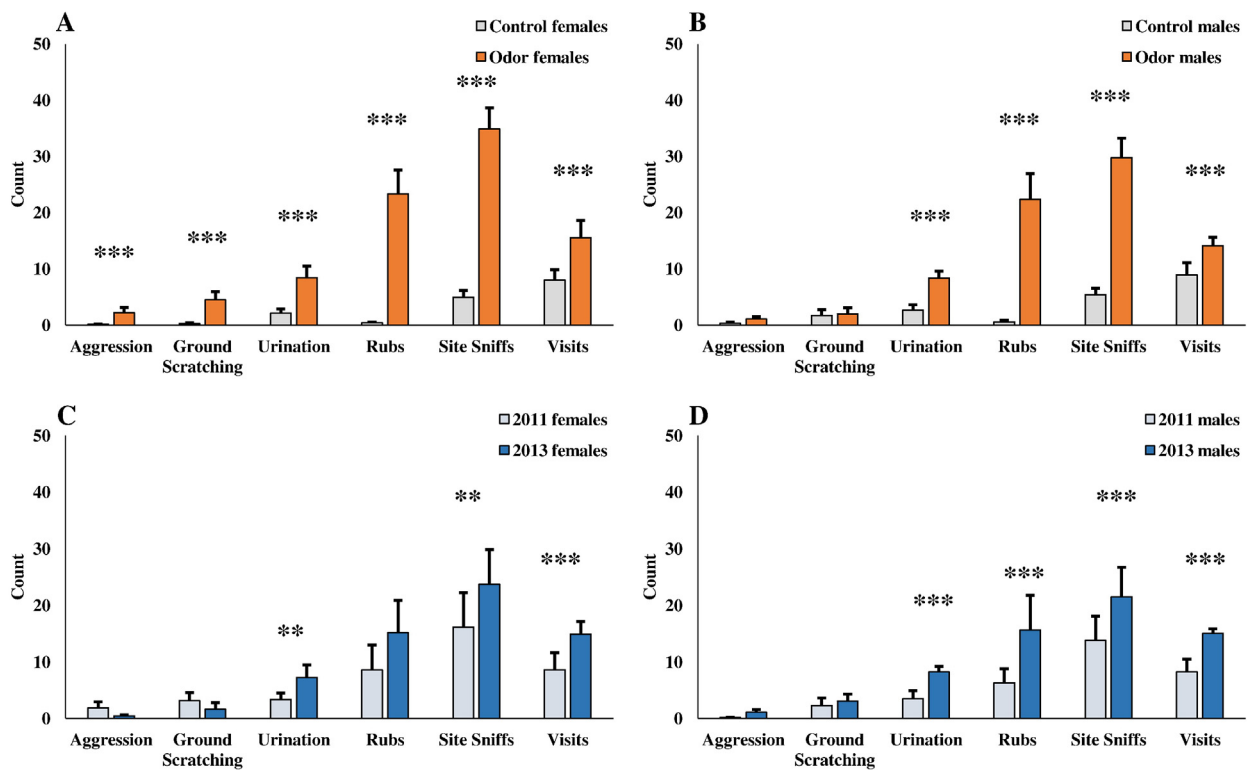 A
Control females
Odor females
50
40
30
20
10
0
Count
***
***
***
***
***
***
Aggression
Ground
Scratching
Urination
Rubs
Site Sniffs
Visits
B
Control males
Odor males
50
40
30
20
10
0
Count
***
***
***
***
Aggression
Ground
Scratching
Urination
Rubs
Site Sniffs
Visits
C
2011 females
2013 females
50
40
30
20
10
0
Count
**
**
***
Aggression
Ground
Scratching
Urination
Rubs
Site Sniffs
Visits
D
2011 males
2013 males
50
40
30
20
10
0
Count
***
***
***
***
Aggression
Ground
Scratching
Urination
Rubs
Site Sniffs
Visits